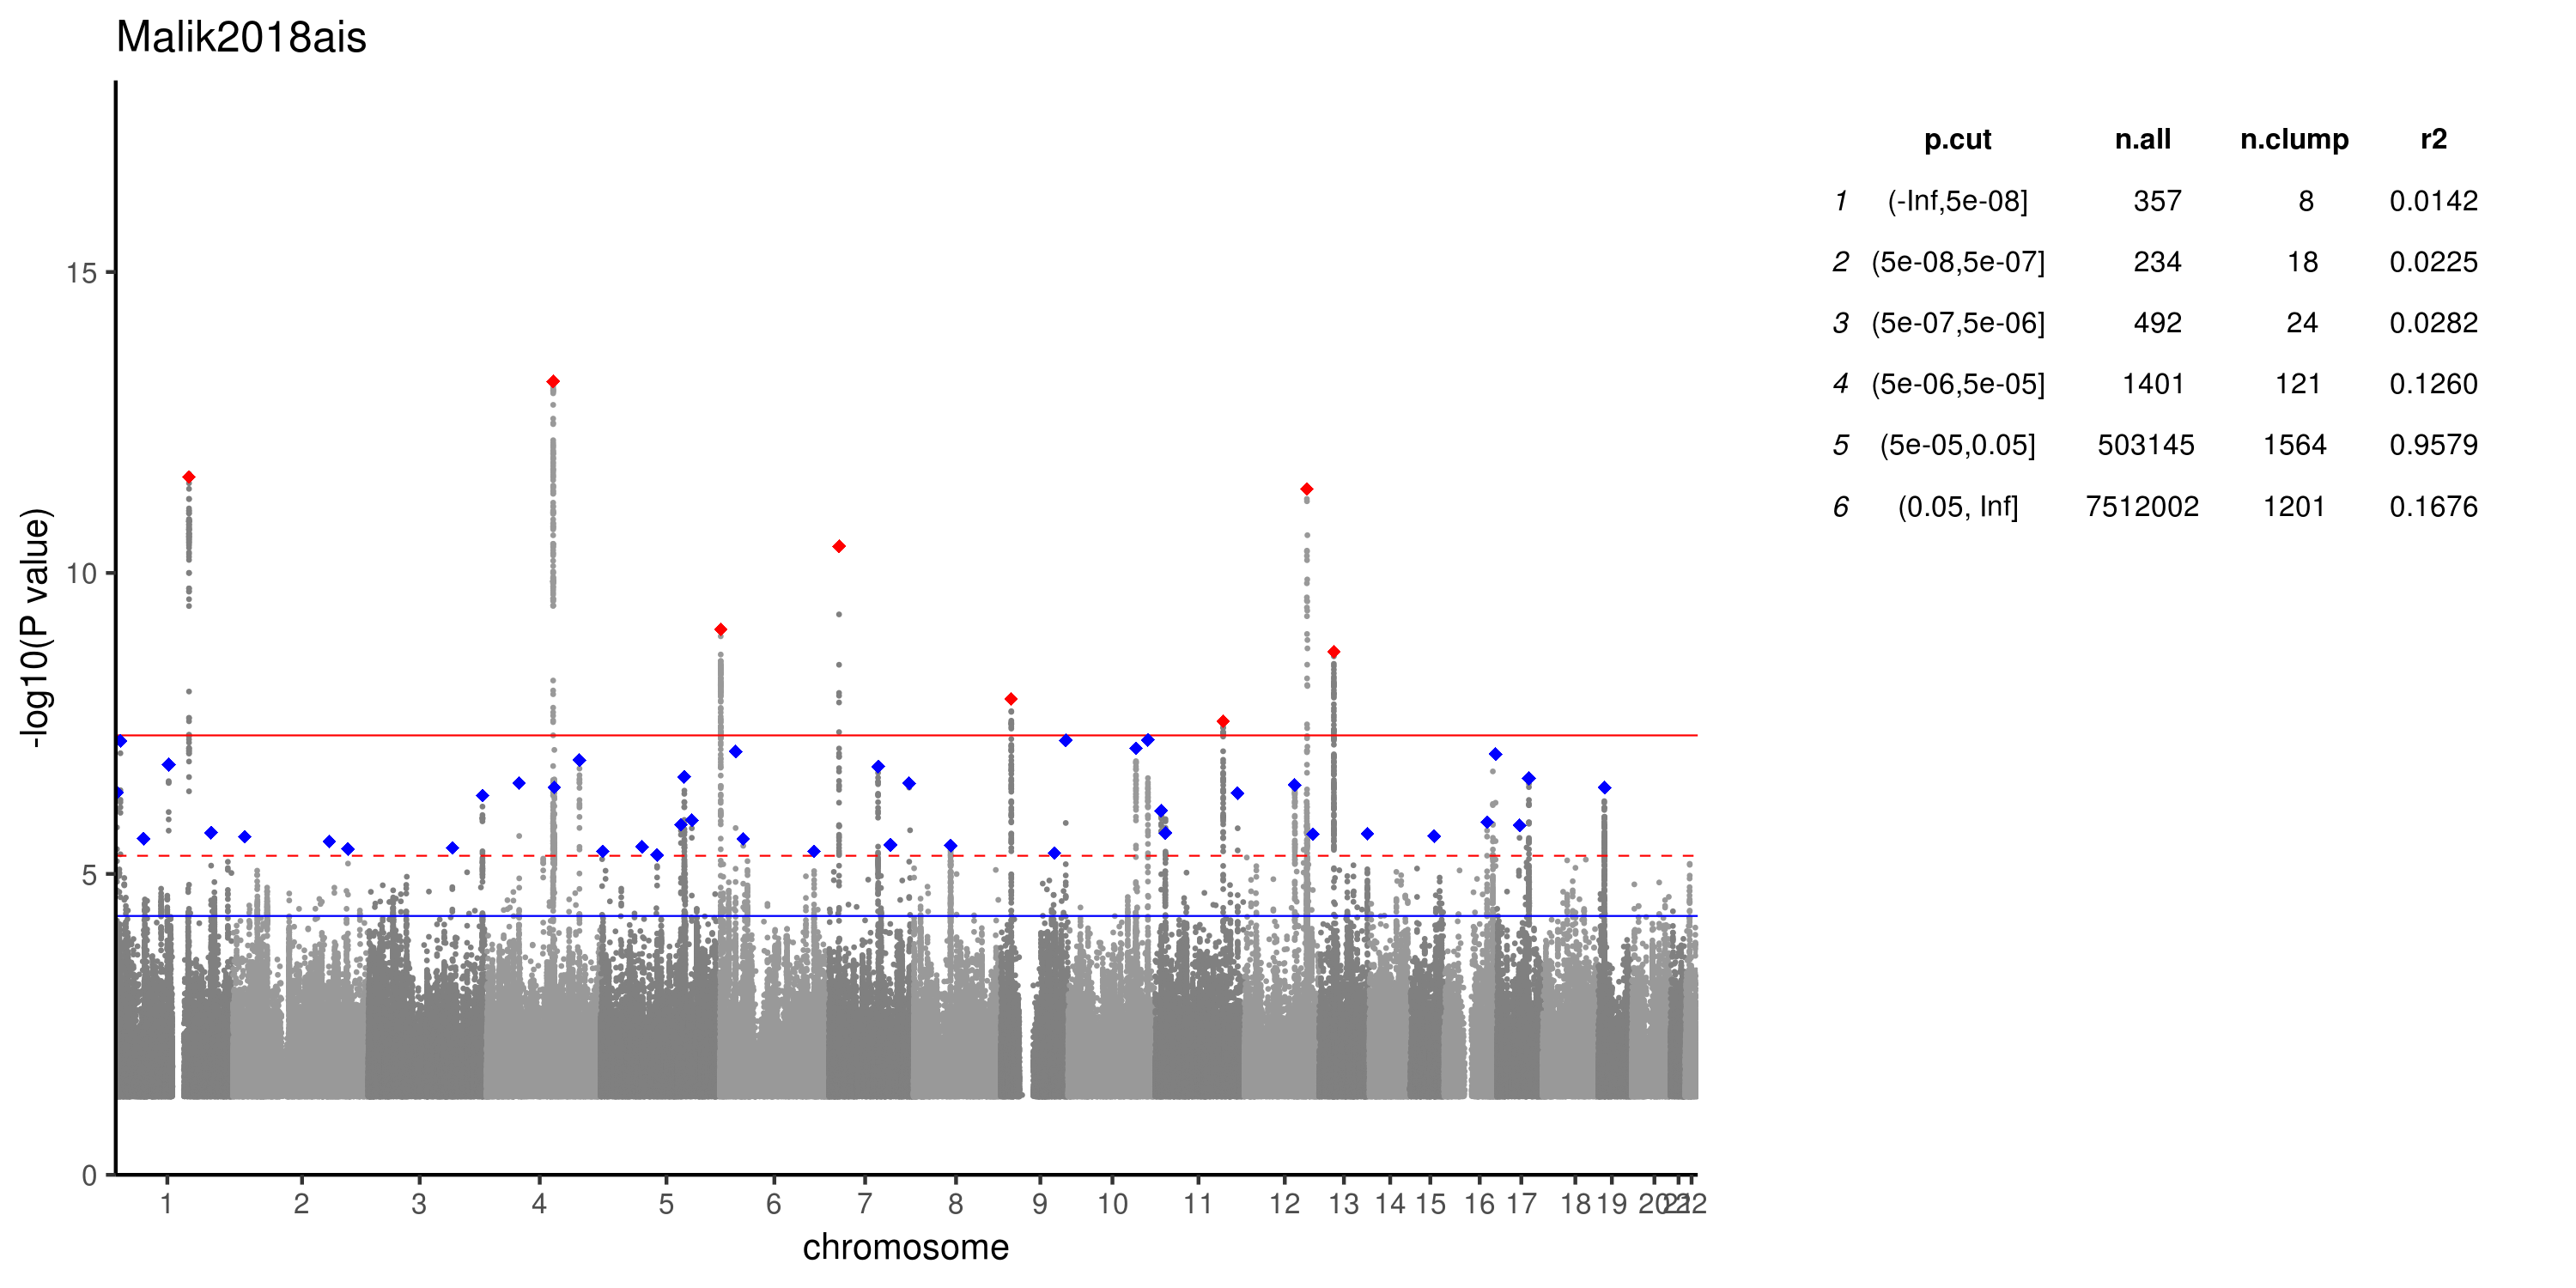 Malik2018ais
p.cut n.all n.clump r2
1 (-Inf,5e-08] 357 8 0.0142
2 (5e-08,5e-07] 234 18 0.0225
3 (5e-07,5e-06] 492 24 0.0282
4 (5e-06,5e-05] 1401 121 0.1260
5 (5e-05,0.05] 503145 1564 0.9579
6 (0.05, Inf] 7512002 1201 0.1676
-log10(P value)
15
10
5
0
1 2 3 4 5 6 7 8 9 10 11 12 13 14 15 16 17 18 19 20 21 22
chromosome